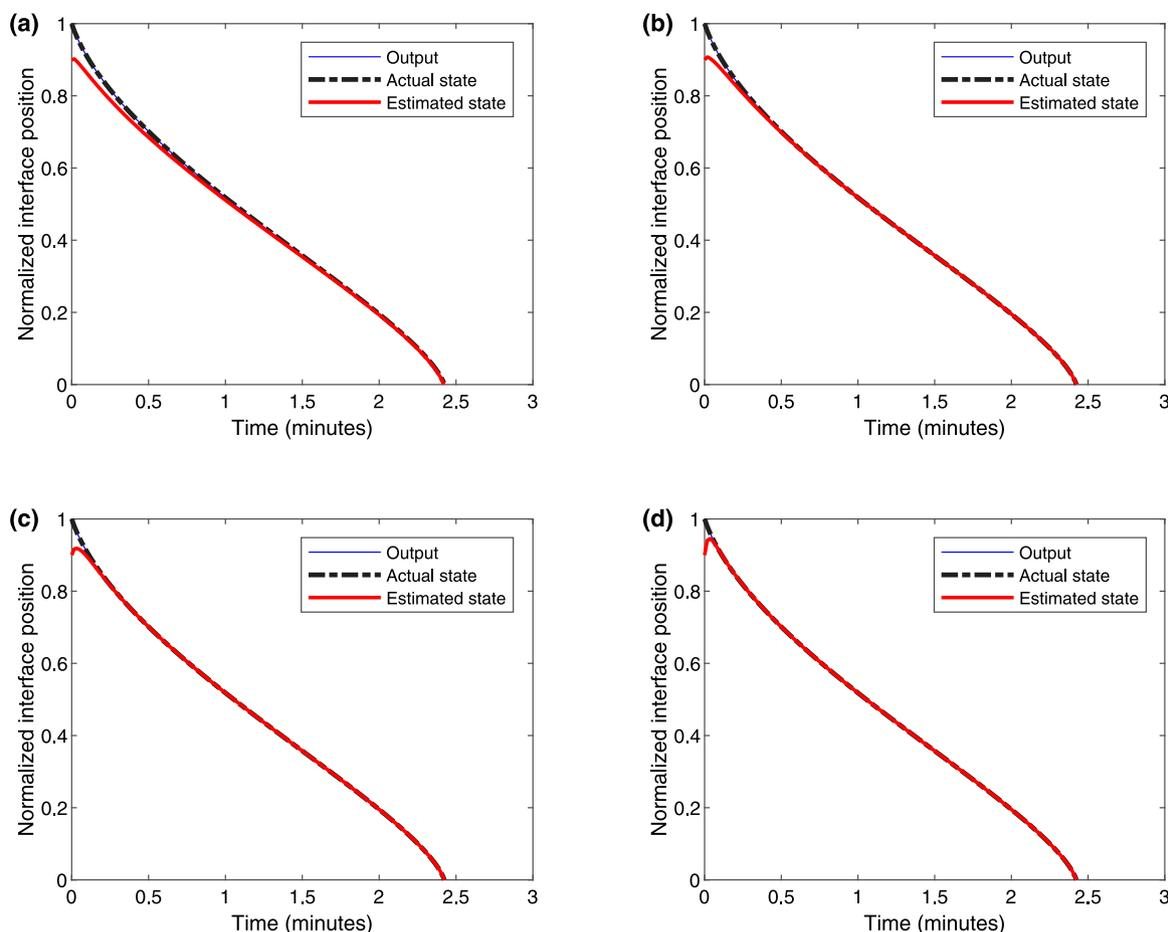 (a)
Normalized interface position
1
0.8
0.6
0.4
0.2
0
Output
Actual state
Estimated state
0 0.5 1 1.5 2 2.5 3
Time (minutes)
(b)
Normalized interface position
1
0.8
0.6
0.4
0.2
0
Output
Actual state
Estimated state
0 0.5 1 1.5 2 2.5 3
Time (minutes)
(c)
Normalized interface position
1
0.8
0.6
0.4
0.2
0
Output
Actual state
Estimated state
0 0.5 1 1.5 2 2.5 3
Time (minutes)
(d)
Normalized interface position
1
0.8
0.6
0.4
0.2
0
Output
Actual state
Estimated state
0 0.5 1 1.5 2 2.5 3
Time (minutes)